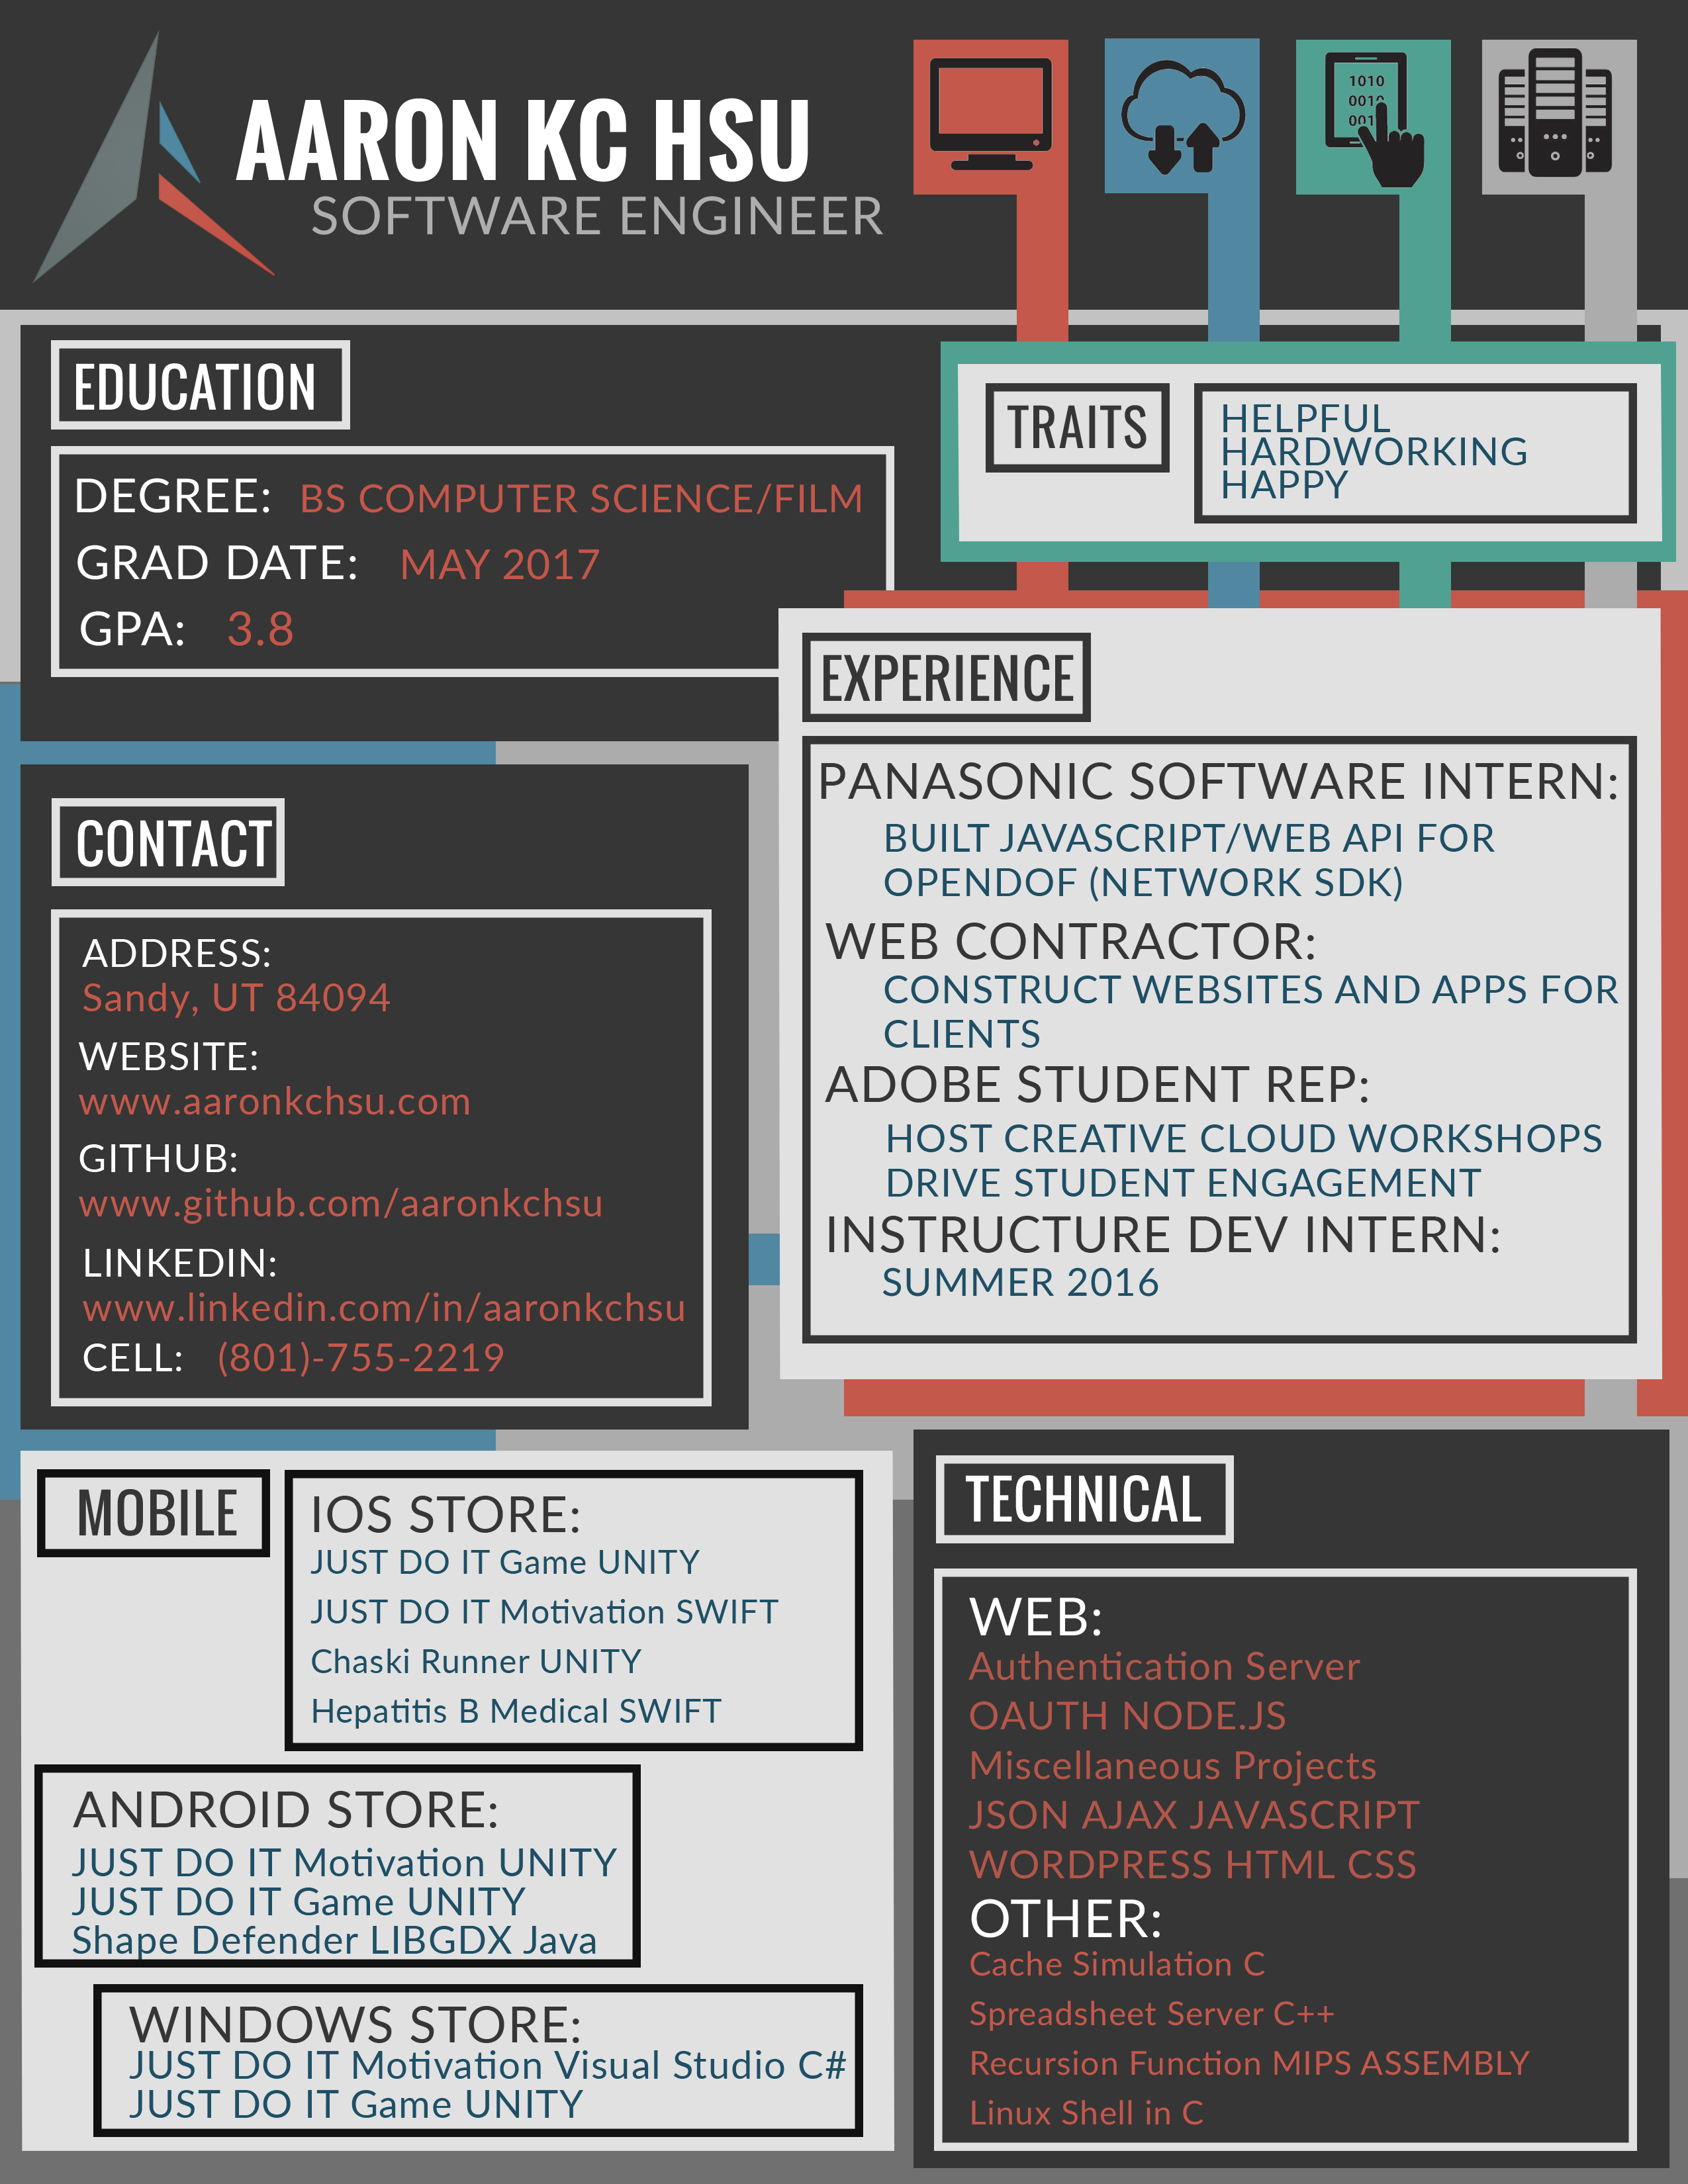 AARON KC HSU
SOFTWARE ENGINEER
1010
0010
001
EDUCATION
DEGREE: BS COMPUTER SCIENCE/FILM
GRAD DATE: MAY 2017
GPA: 3.8
TRAITS
HELPFUL
HARDWORKING
HAPPY
EXPERIENCE
PANASONIC SOFTWARE INTERN:
BUILT JAVASCRIPT/WEB API FOR
OPENDOF (NETWORK SDK)
WEB CONTRACTOR:
CONSTRUCT WEBSITES AND APPS FOR
CLIENTS
ADOBE STUDENT REP:
HOST CREATIVE CLOUD WORKSHOPS
DRIVE STUDENT ENGAGEMENT
INSTRUCTURE DEV INTERN:
SUMMER 2016
CONTACT
ADDRESS:
Sandy, UT 84094
WEBSITE:
www.aaronkchsu.com
GITHUB:
www.github.com/aaronkchsu
LINKEDIN:
www.linkedin.com/in/aaronkchsu
CELL: (801)-755-2219
MOBILE
IOS STORE:
JUST DO IT Game UNITY
JUST DO IT Motivation SWIFT
Chaski Runner UNITY
Hepatitis B Medical SWIFT
ANDROID STORE:
JUST DO IT Motivation UNITY
JUST DO IT Game UNITY
Shape Defender LIBGDX Java
WINDOWS STORE:
JUST DO IT Motivation Visual Studio C#
JUST DO IT Game UNITY
TECHNICAL
WEB:
Authentication Server
OAUTH NODE.JS
Miscellaneous Projects
JSON AJAX JAVASCRIPT
WORDPRESS HTML CSS
OTHER:
Cache Simulation C
Spreadsheet Server C++
Recursion Function MIPS ASSEMBLY
Linux Shell in C